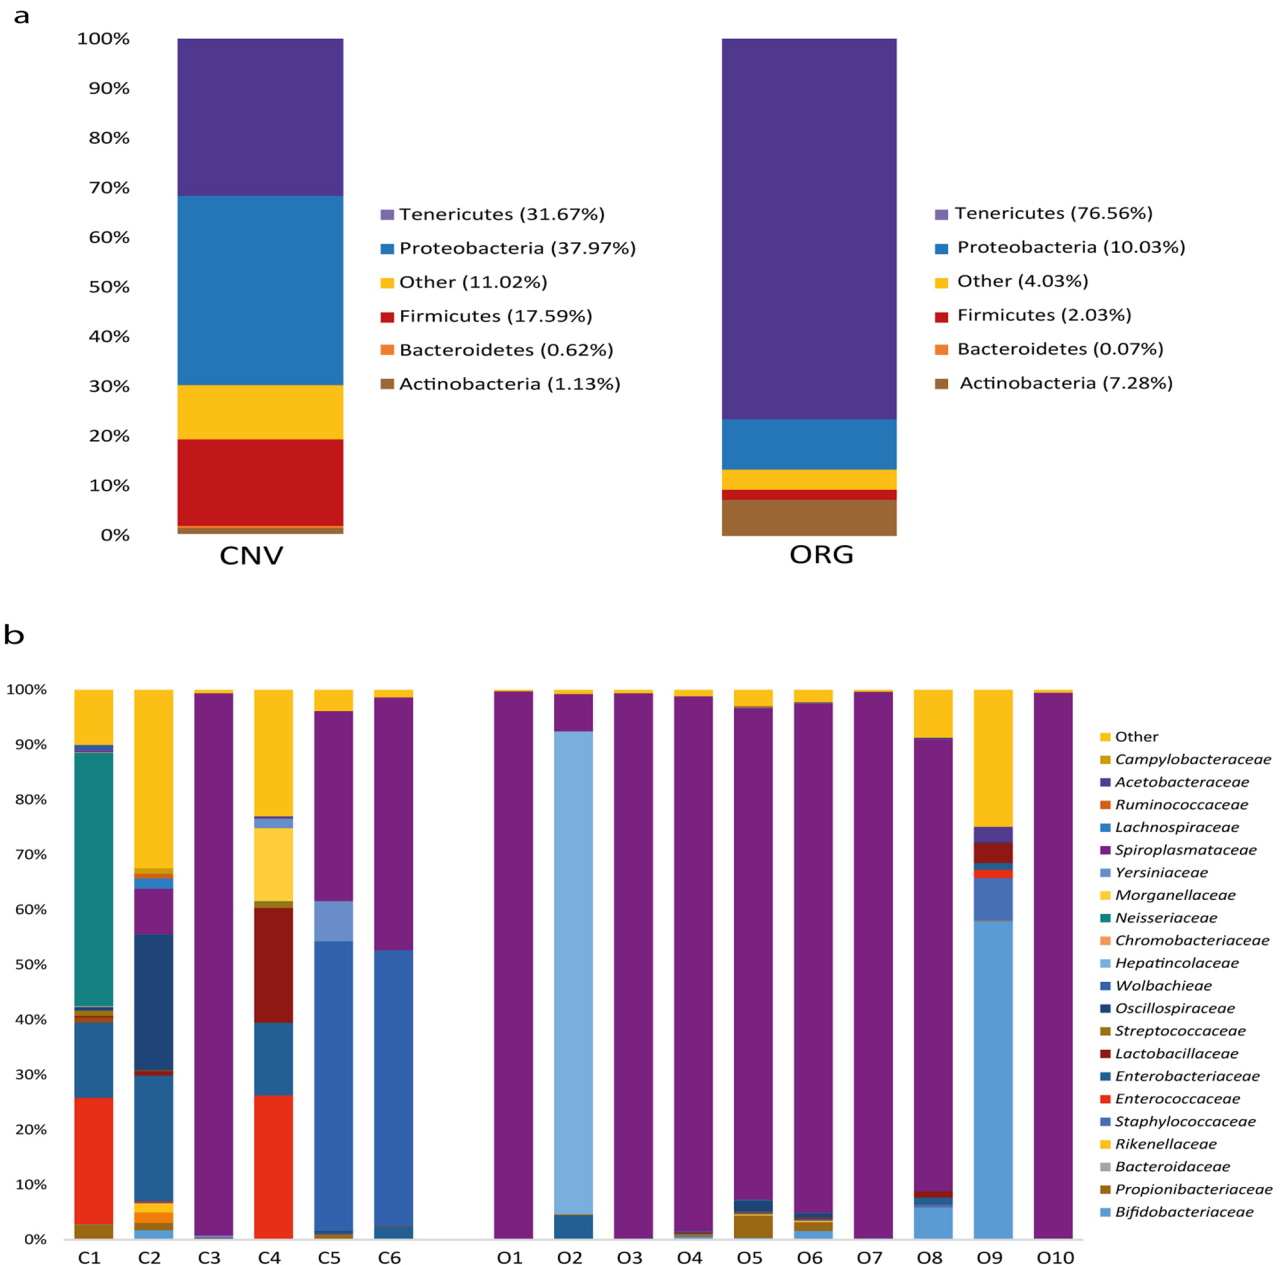 a
100%
90%
80%
70%
60%
50%
40%
30%
20%
10%
0%
Tenericutes (31.67%)
Proteobacteria (37.97%)
Other (11.02%)
Firmicutes (17.59%)
Bacteroidetes (0.62%)
Actinobacteria (1.13%)
Tenericutes (76.56%)
Proteobacteria (10.03%)
Other (4.03%)
Firmicutes (2.03%)
Bacteroidetes (0.07%)
Actinobacteria (7.28%)
CNV
ORG
b
100%
90%
80%
70%
60%
50%
40%
30%
20%
10%
0%
C1 C2 C3 C4 C5 C6 O1 O2 O3 O4 O5 O6 O7 O8 O9 O10
Other
Campylobacteraceae
Acetobacteraceae
Ruminococcaceae
Lachnospiraceae
Spiroplasmataceae
Yersiniaceae
Morganellaceae
Neisseriaceae
Chromobacteriaceae
Hepatincolaceae
Wolbachieae
Oscillospiraceae
Streptococcaceae
Lactobacillaceae
Enterobacteriaceae
Enterococcaceae
Staphylococcaceae
Rikenellaceae
Bacteroidaceae
Propionibacteriaceae
Bifidobacteriaceae